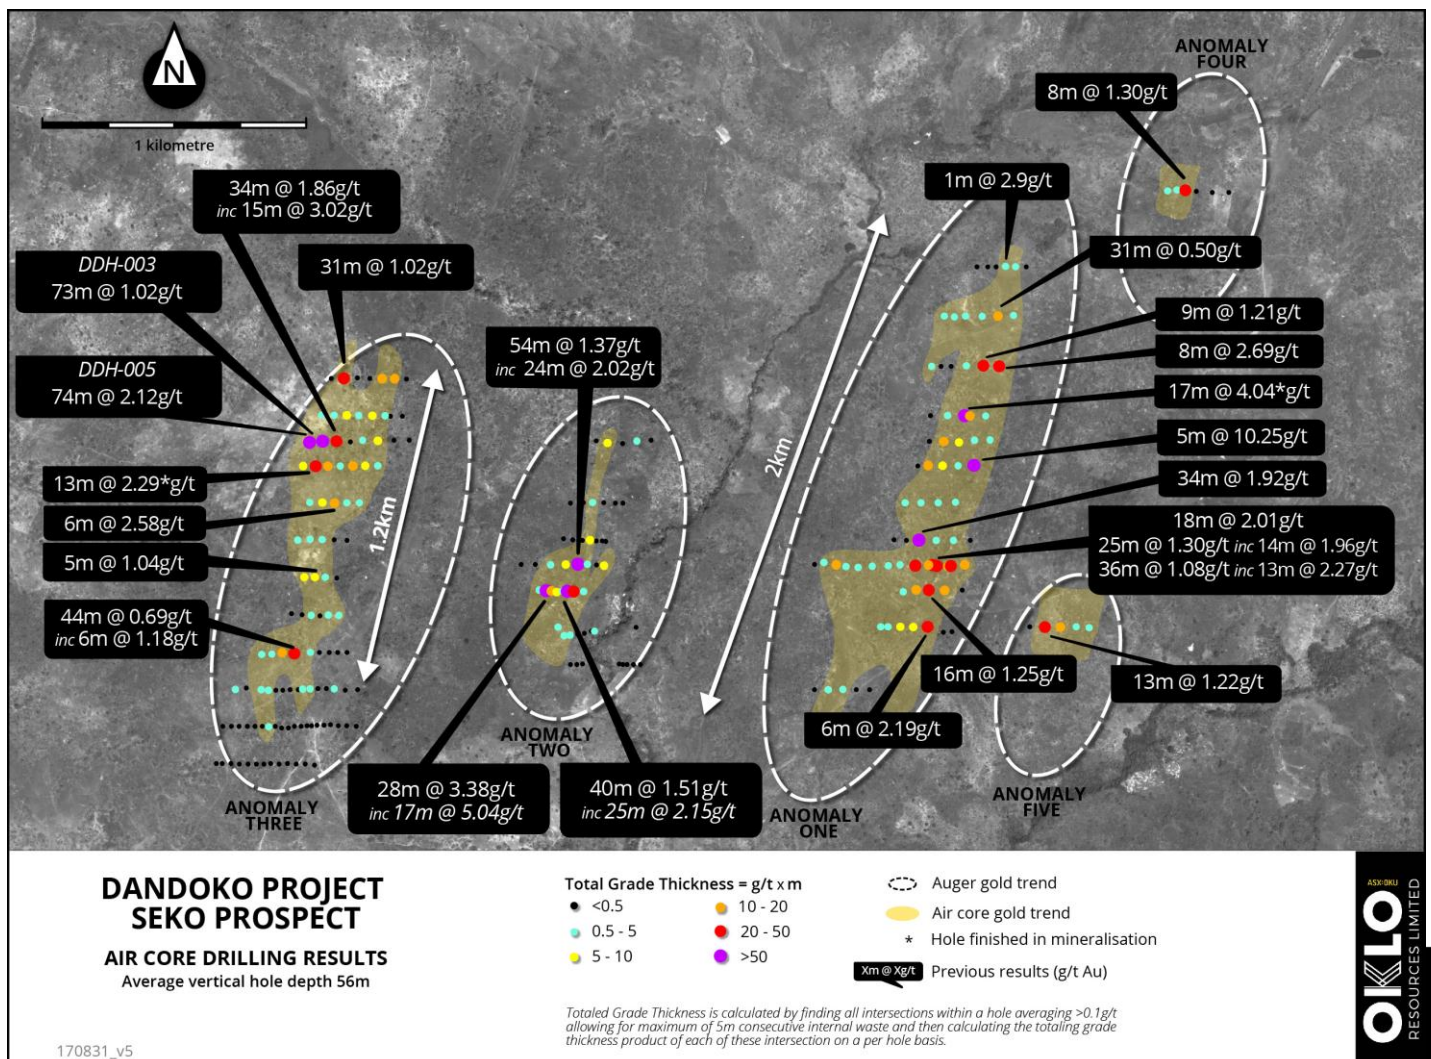 ANOMALY
FOUR
8m @ 1.30g/t
N
1 kilometre
34m @ 1.86g/t
inc 15m @ 3.02g/t
1m @ 2.9g/t
DDH-003
73m @ 1.02g/t
31m @ 1.02g/t
31m @ 0.50g/t
9m @ 1.21g/t
8m @ 2.69g/t
54m @ 1.37g/t
inc 24m @ 2.02g/t
DDH-005
74m @ 2.12g/t
17m @ 4.04*g/t
5m @ 10.25g/t
2km
13m @ 2.29*g/t
34m @ 1.92g/t
6m @ 2.58g/t
1.2km
18m @ 2.01g/t
25m @ 1.30g/t inc 14m @ 1.96g/t
36m @ 1.08g/t inc 13m @ 2.27g/t
5m @ 1.04g/t
44m @ 0.69g/t
inc 6m @ 1.18g/t
16m @ 1.25g/t
13m @ 1.22g/t
6m @ 2.19g/t
ANOMALY
TWO
28m @ 3.38g/t
inc 17m @ 5.04g/t
40m @ 1.51g/t
inc 25m @ 2.15g/t
ANOMALY
THREE
ANOMALY
ONE
ANOMALY
FIVE
DANDOKO PROJECT
SEKO PROSPECT
AIR CORE DRILLING RESULTS
Average vertical hole depth 56m
170831_v5
Total Grade Thickness = g/t x m
<0.5
0.5 - 5
5 - 10
10 - 20
20 - 50
>50
Auger gold trend
Air core gold trend
* Hole finished in mineralisation
Xm @ Xg/t Previous results (g/t Au)
Totaled Grade Thickness is calculated by finding all intersections within a hole averaging >0.1g/t
allowing for maximum of 5m consecutive internal waste and then calculating the totaling grade
thickness product of each of these intersection on a per hole basis.
ASX:OKU
OKLO
RESOURCES LIMITED